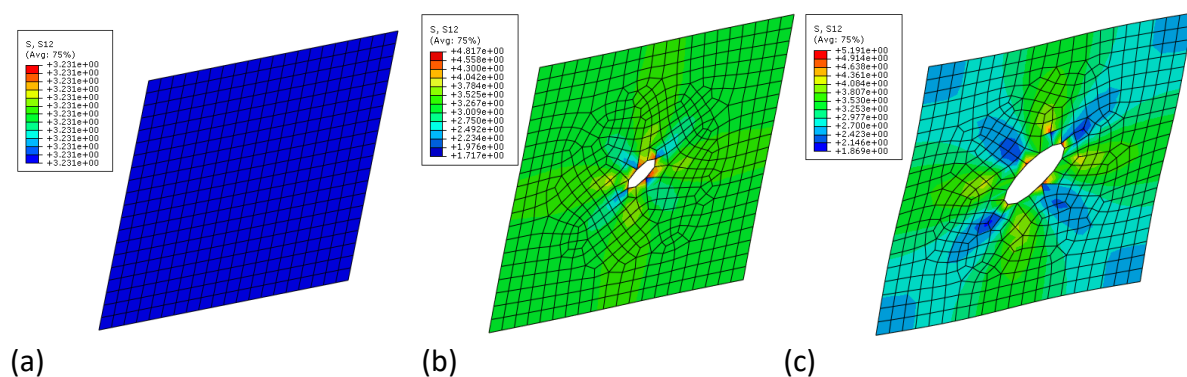 S, S12
(Avg: 75%)
+3.231e+00
+3.231e+00
+3.231e+00
+3.231e+00
+3.231e+00
+3.231e+00
+3.231e+00
+3.231e+00
+3.231e+00
+3.231e+00
+3.231e+00
+3.231e+00
+3.231e+00
S, S12
(Avg: 75%)
+4.817e+00
+4.558e+00
+4.300e+00
+4.042e+00
+3.784e+00
+3.525e+00
+3.267e+00
+3.009e+00
+2.750e+00
+2.492e+00
+2.234e+00
+1.976e+00
+1.717e+00
S, S12
(Avg: 75%)
+5.191e+00
+4.914e+00
+4.638e+00
+4.361e+00
+4.084e+00
+3.807e+00
+3.530e+00
+3.253e+00
+2.977e+00
+2.700e+00
+2.423e+00
+2.146e+00
+1.869e+00
(a)
(b)
(c)